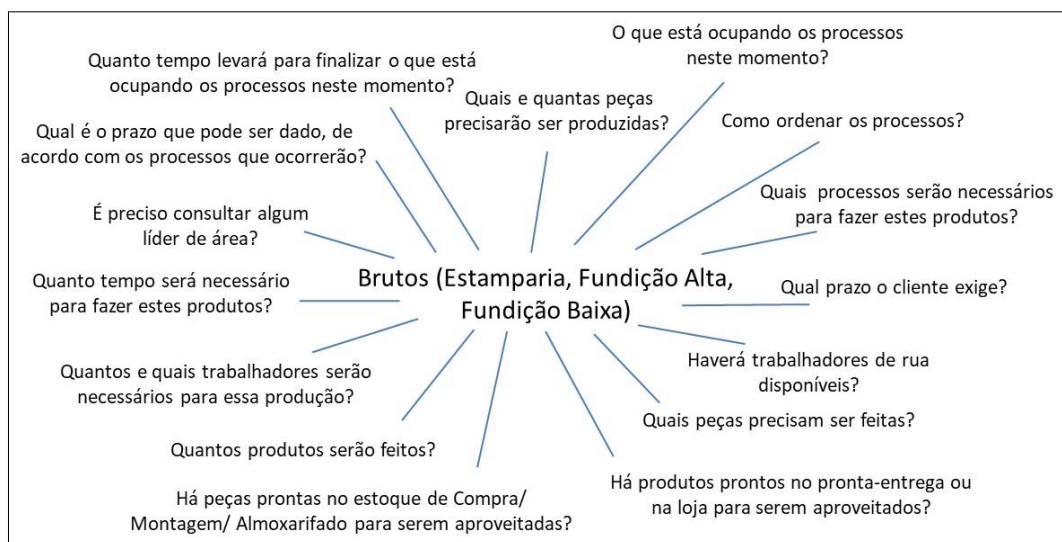 O que está ocupando os processos
neste momento?
Quanto tempo levará para finalizar o que está
ocupando os processos neste momento?
Quais e quantas peças
precisarão ser produzidas?
Como ordenar os processos?
Qual é o prazo que pode ser dado, de
acordo com os processos que ocorrerão?
Quais processos serão necessários
para fazer estes produtos?
É preciso consultar algum
líder de área?
Brutos (Estamparia, Fundição Alta,
Fundição Baixa)
Quanto tempo será necessário
para fazer estes produtos?
Qual prazo o cliente exige?
Haverá trabalhadores de rua
disponíveis?
Quantos e quais trabalhadores serão
necessários para essa produção?
Quais peças precisam ser feitas?
Quantos produtos serão feitos?
Há produtos prontos no pronta-entrega ou
na loja para serem aproveitados?
Há peças prontas no estoque de Compra/
Montagem/ Almoxarifado para serem aproveitadas?